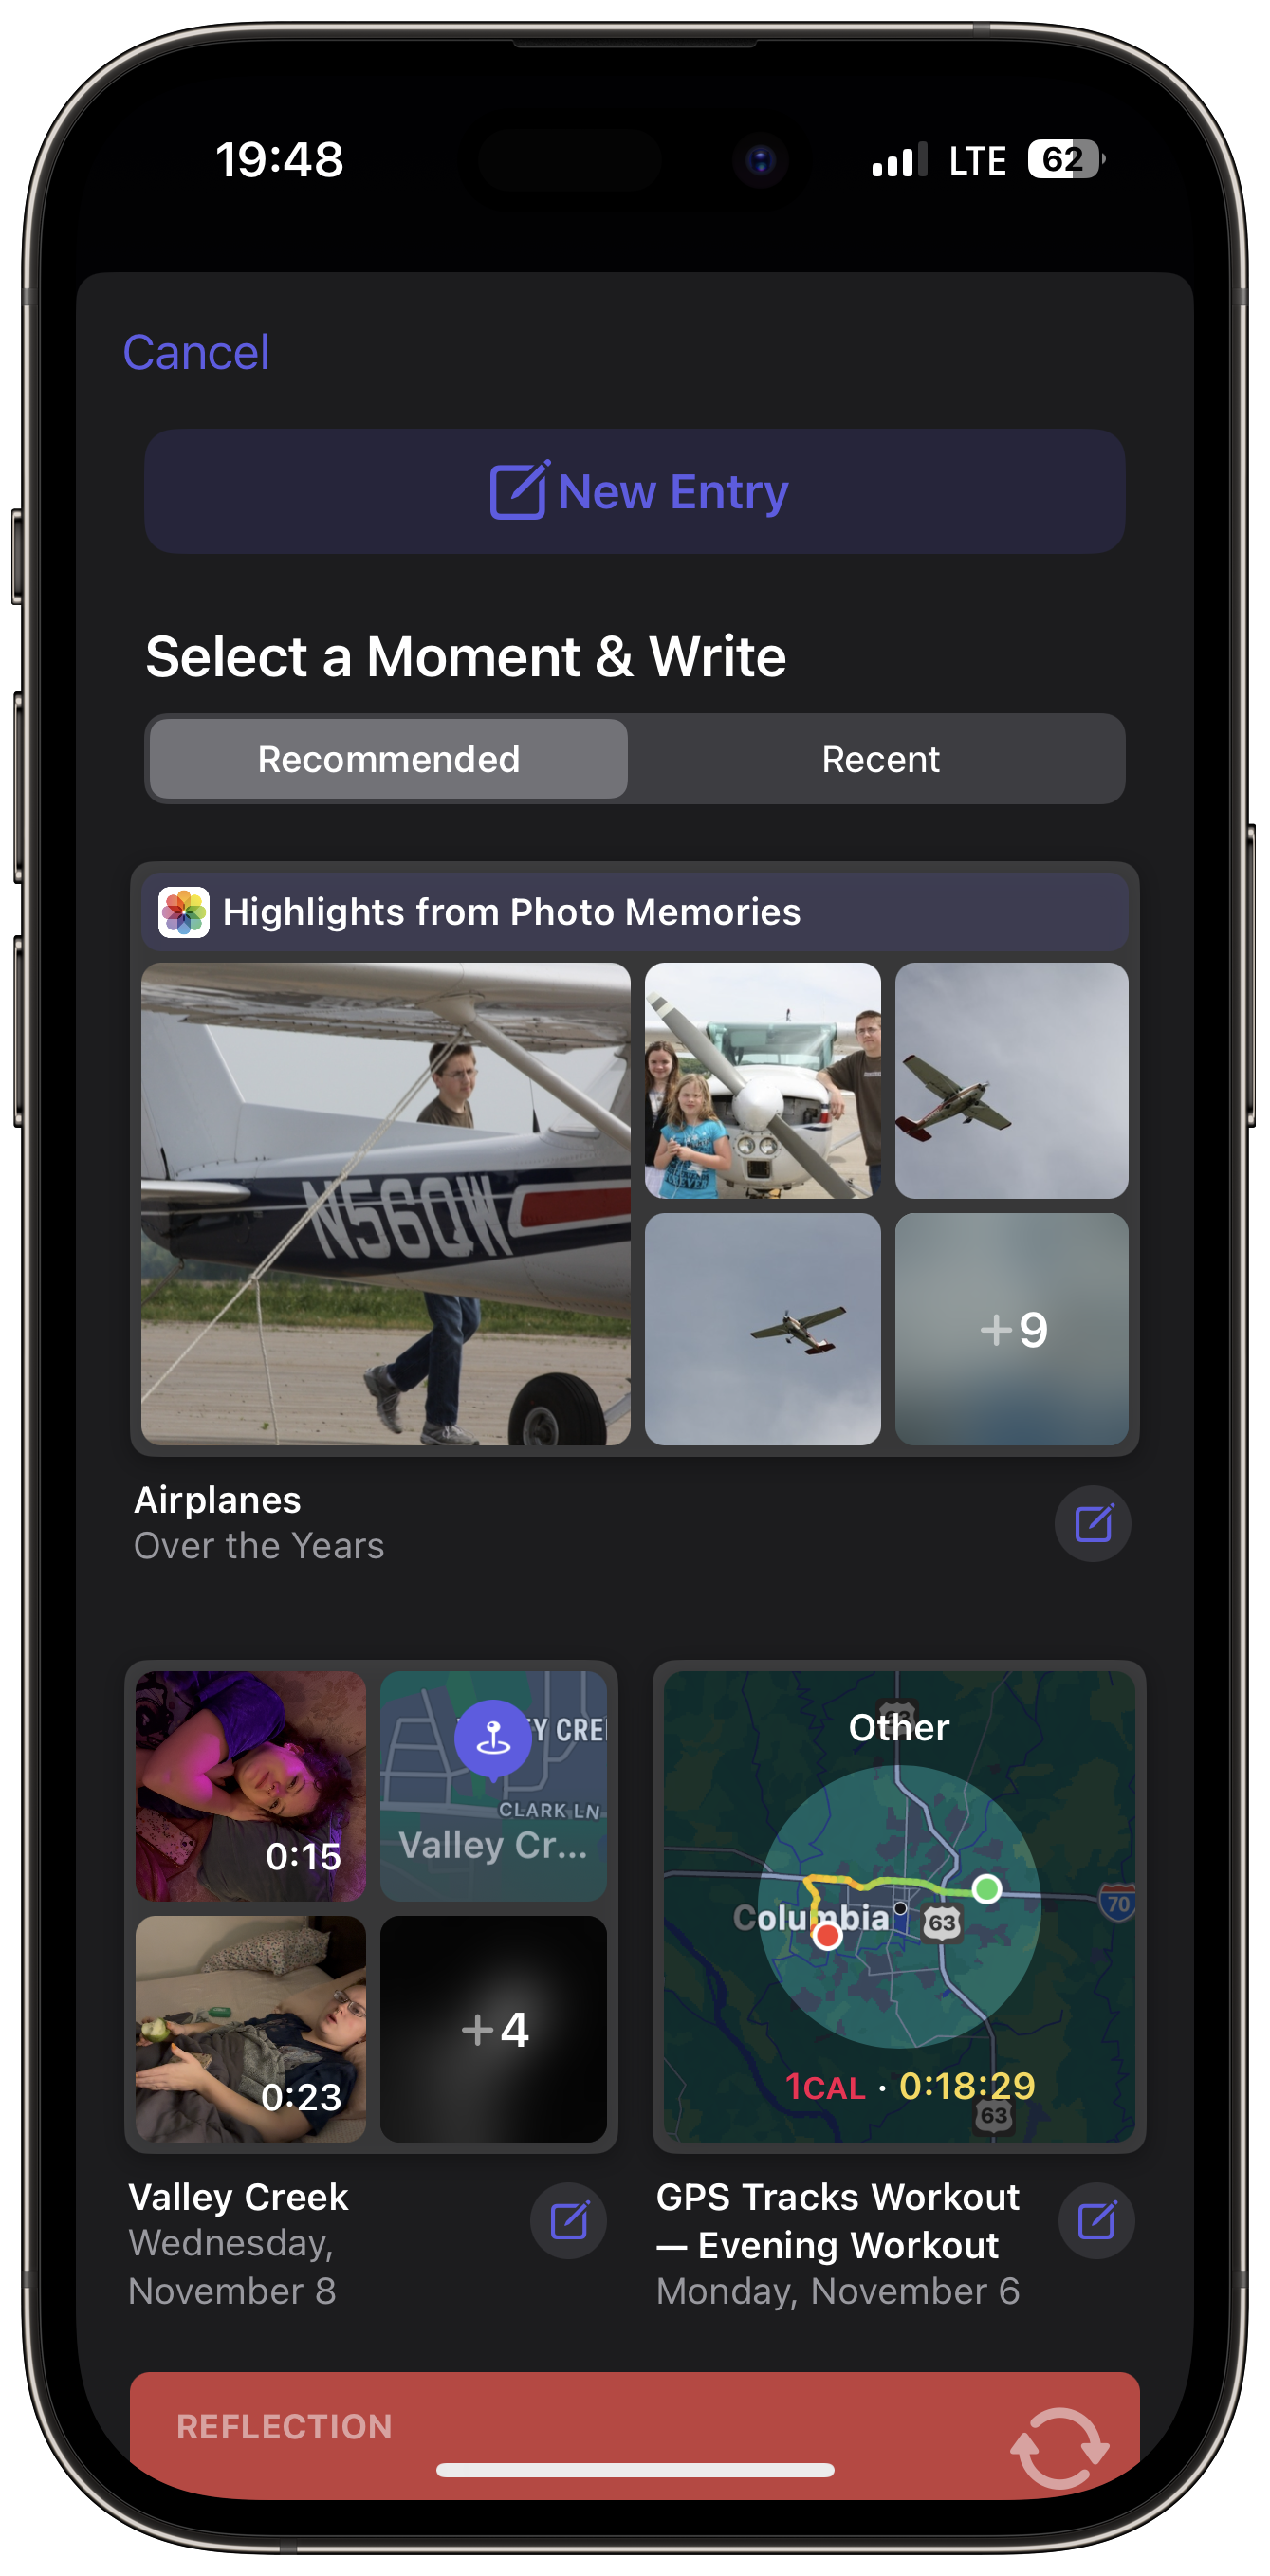 19:48
LTE 62
Cancel
New Entry
Select a Moment & Write
Recommended
Recent
Highlights from Photo Memories
N56QW
FOREVER
+9
Airplanes
Over the Years
0:15
Y CRE
CLARK LN
Valley Cr...
0:23
+4
Other
Columbia
63
70
1CAL · 0:18:29
63
Valley Creek
Wednesday,
November 8
GPS Tracks Workout
— Evening Workout
Monday, November 6
REFLECTION